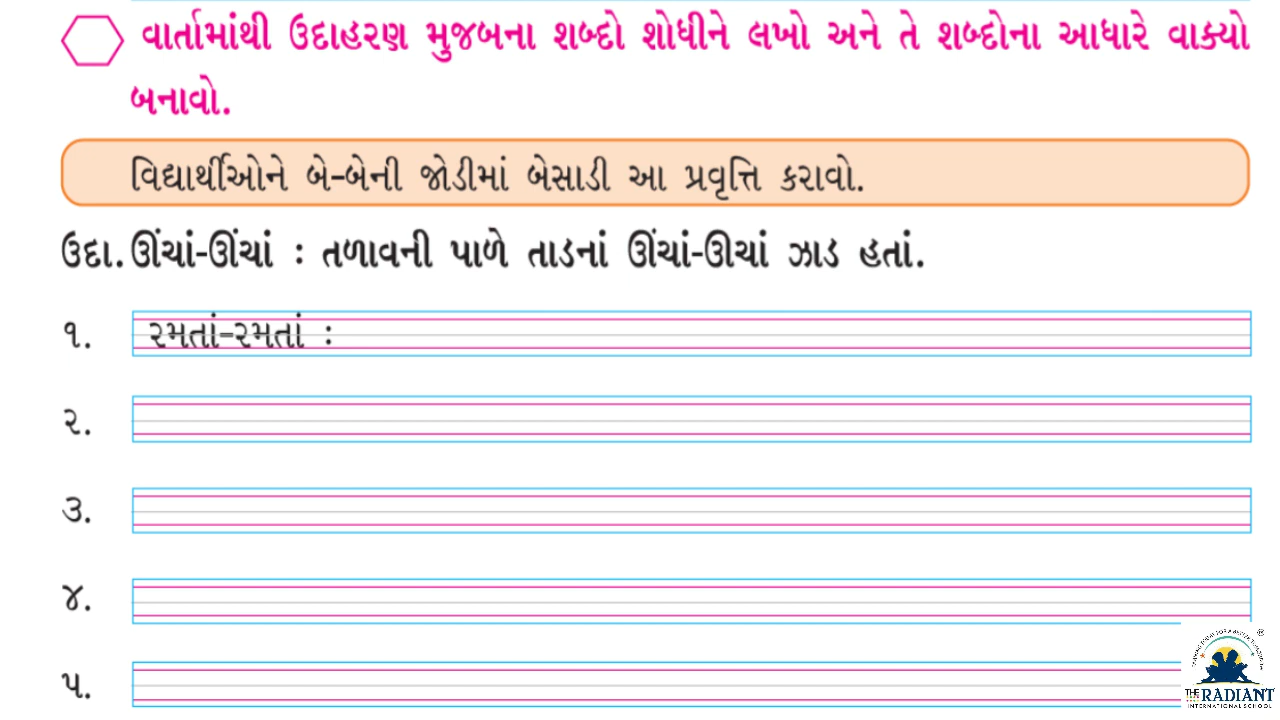 વાર્તામાંથી ઉદાહરણ મુજબના શબ્દો શોધીને લખો અને તે શબ્દોના આધારે વાક્યો
બનાવો.
વિદ્યાર્થીઓને બે-બેની જોડીમાં બેસાડી આ પ્રવૃત્તિ કરાવો.
ઉદા. ઊંચાં-ઊંચાં : તળાવની પાળે તાડનાં ઊંચાં-ઊચાં ઝાડ હતાં.
૧. રમતાં-રમતાં :
૨.
૩.
૪.
૫.
®
THE RADIANT
INTERNATIONAL SCHOOL